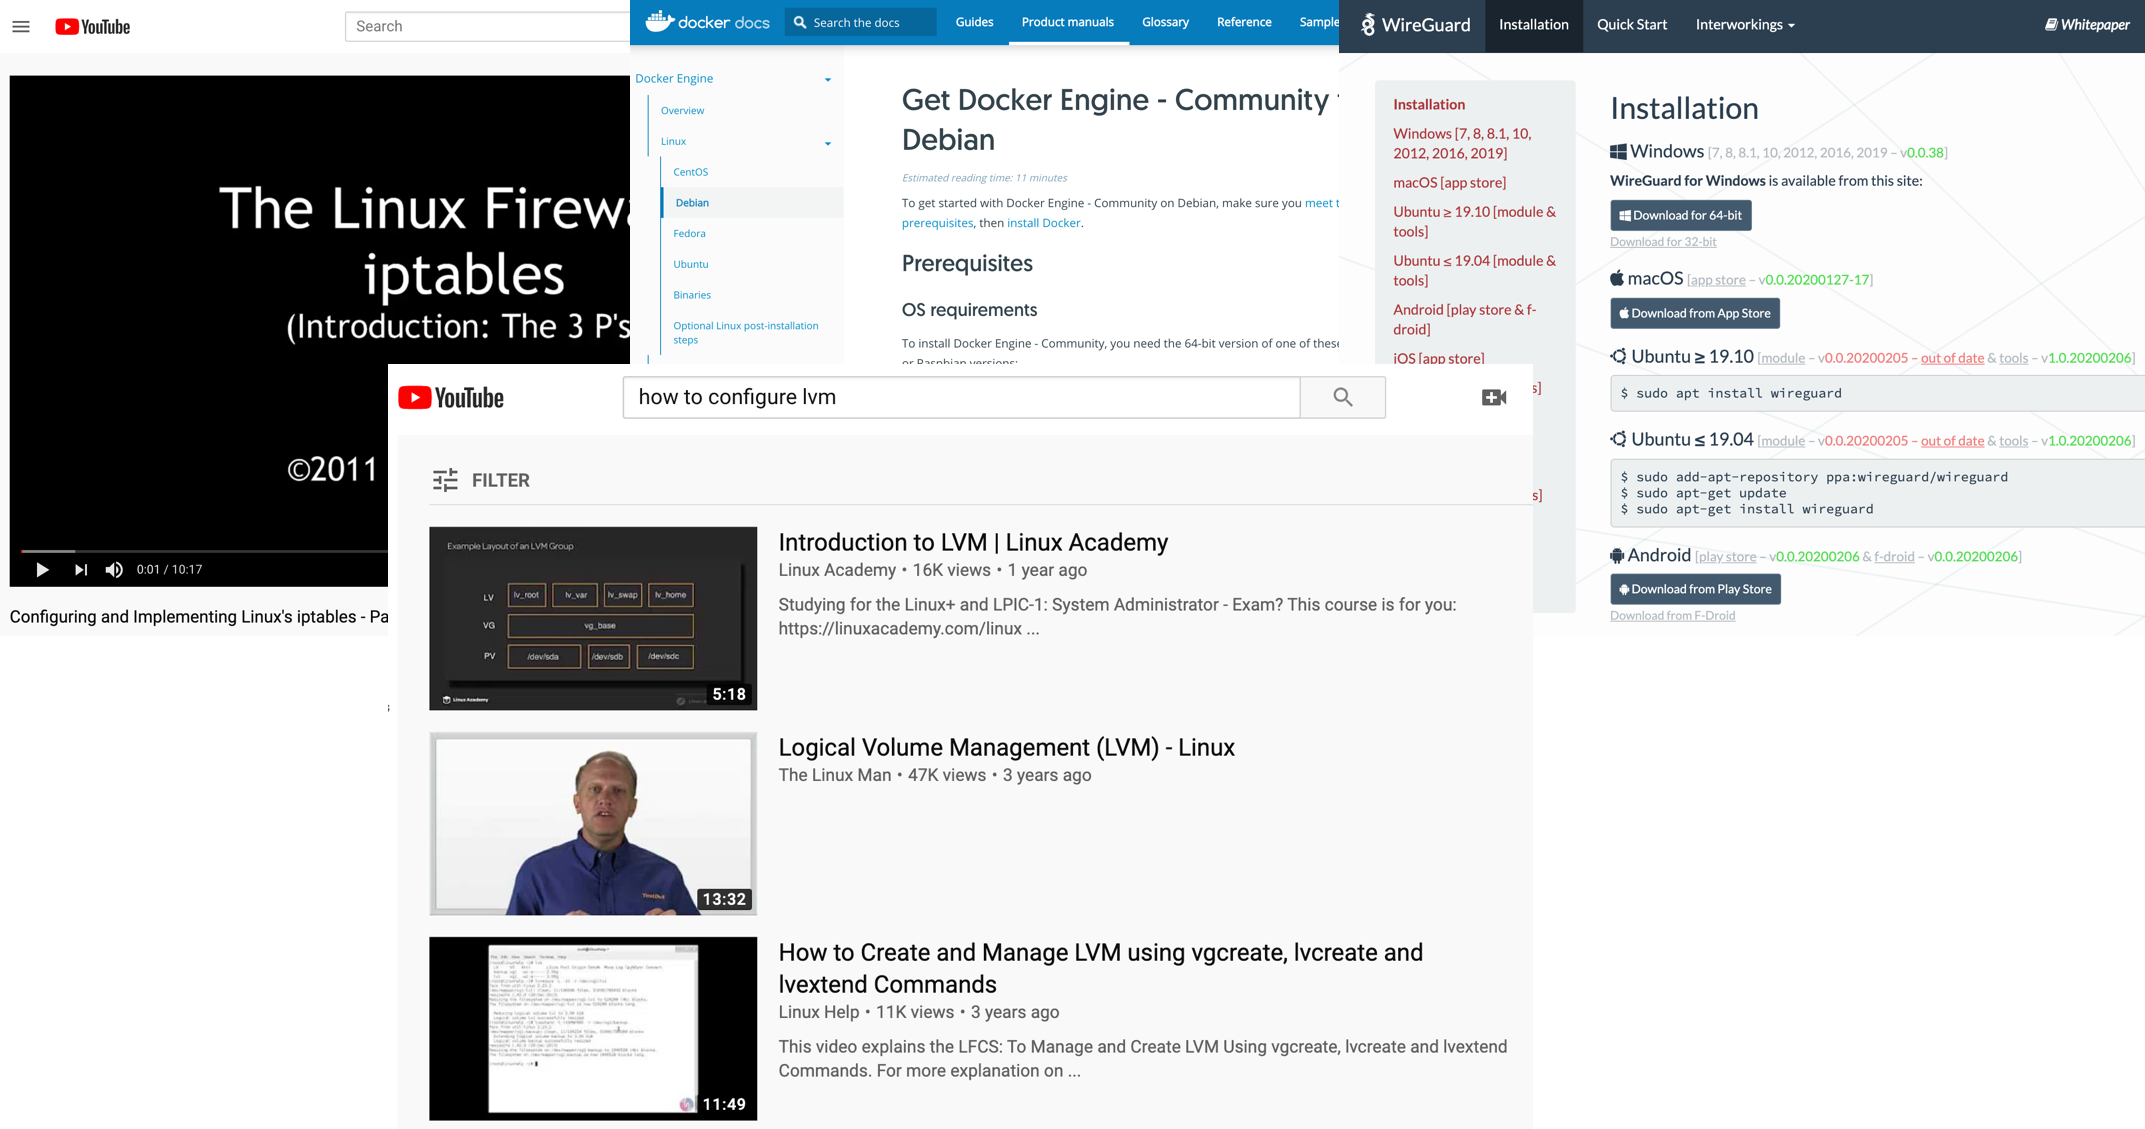 YouTube
Search
The Linux Firew
iptables
(Introduction: The 3 P's
©2011
0:01 / 10:17
Configuring and Implementing Linux's iptables - Pa
docker docs
Search the docs
Guides
Product manuals
Glossary
Reference
Sample
Docker Engine
Overview
Linux
CentOS
Debian
Fedora
Ubuntu
Binaries
Optional Linux post-installation
steps
Get Docker Engine - Community
Debian
Estimated reading time: 11 minutes
To get started with Docker Engine - Community on Debian, make sure you meet t
prerequisites, then install Docker.
Prerequisites
OS requirements
To install Docker Engine - Community, you need the 64-bit version of one of these
or Raspbian versions:
WireGuard
Installation
Quick Start
Interworkings
Whitepaper
Installation
Windows [7, 8, 8.1, 10,
2012, 2016, 2019]
macOS [app store]
Ubuntu ≥ 19.10 [module &
tools]
Ubuntu ≤ 19.04 [module &
tools]
Android [play store & f-
droid]
iOS [app store]
s]
s]
Installation
Windows [7, 8, 8.1, 10, 2012, 2016, 2019 – v0.0.38]
WireGuard for Windows is available from this site:
Download for 64-bit
Download for 32-bit
macOS [app store – v0.0.20200127-17]
Download from App Store
Ubuntu ≥ 19.10 [module – v0.0.20200205 – out of date & tools – v1.0.20200206]
$ sudo apt install wireguard
Ubuntu ≤ 19.04 [module – v0.0.20200205 – out of date & tools – v1.0.20200206]
$ sudo add-apt-repository ppa:wireguard/wireguard
$ sudo apt-get update
$ sudo apt-get install wireguard
Android [play store – v0.0.20200206 & f-droid – v0.0.20200206]
Download from Play Store
Download from F-Droid
YouTube
how to configure lvm
FILTER
Example Layout of an LVM Group
LV lv_root lv_var lv_swap lv_home
VG vg_base
PV /dev/sda /dev/sdb /dev/sdc
Linux Academy
5:18
Introduction to LVM | Linux Academy
Linux Academy • 16K views • 1 year ago
Studying for the Linux+ and LPIC-1: System Administrator - Exam? This course is for you:
https://linuxacademy.com/linux ...
13:32
Logical Volume Management (LVM) - Linux
The Linux Man • 47K views • 3 years ago
11:49
How to Create and Manage LVM using vgcreate, lvcreate and
lvextend Commands
Linux Help • 11K views • 3 years ago
This video explains the LFCS: To Manage and Create LVM Using vgcreate, lvcreate and lvextend
Commands. For more explanation on ...